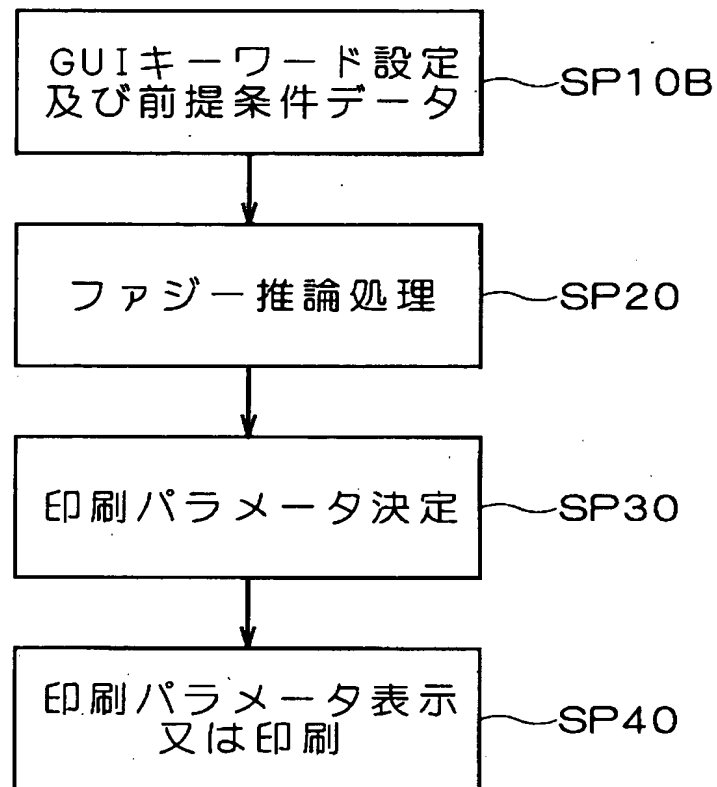 GUIキーワード設定
及び前提条件データ
SP10B
ファジー推論処理
SP20
印刷パラメータ決定
SP30
印刷パラメータ表示
又は印刷
SP40